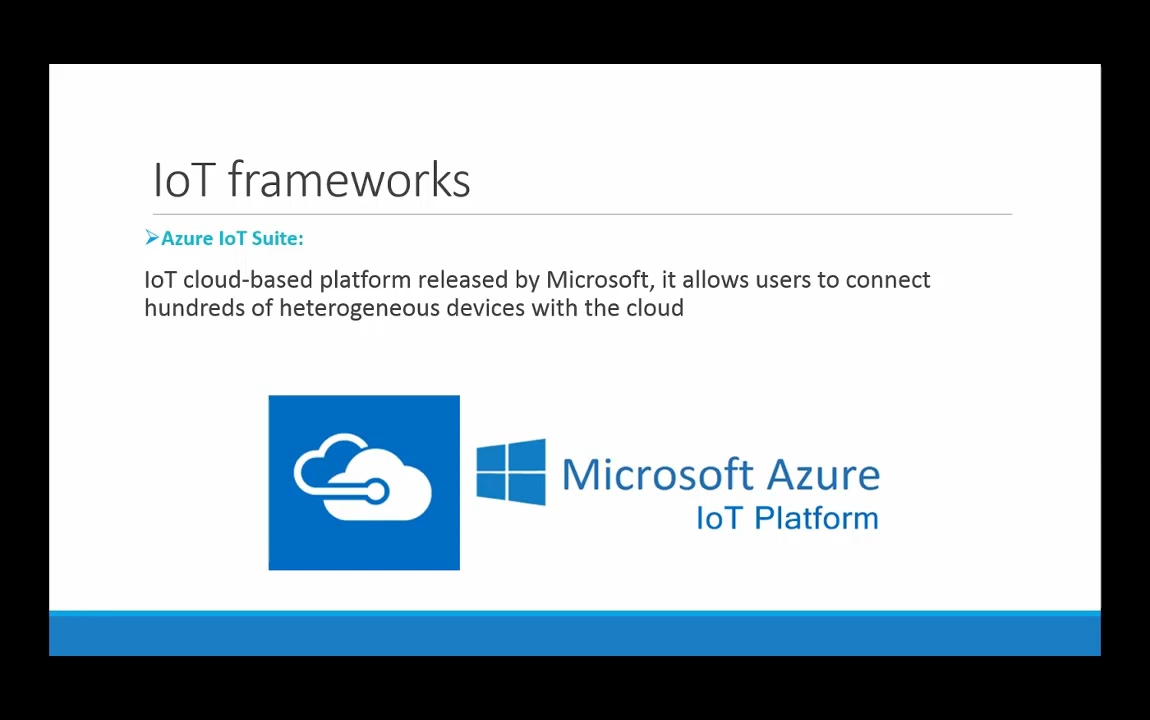 IoT frameworks
➢Azure IoT Suite:
IoT cloud-based platform released by Microsoft, it allows users to connect
hundreds of heterogeneous devices with the cloud
Microsoft Azure
IoT Platform